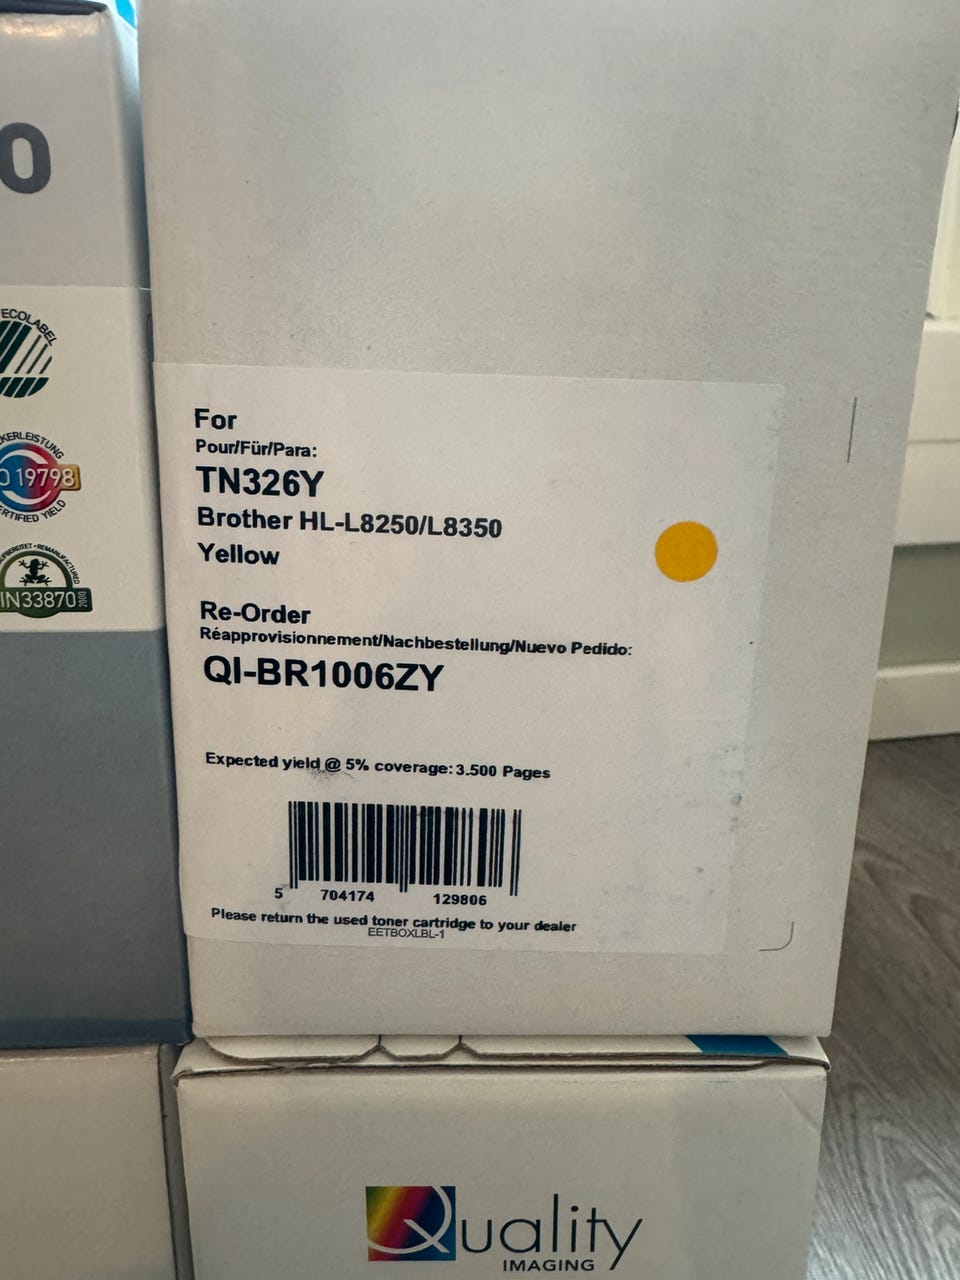 0
ECOLABEL
KERLEISTUNG
O 19798
ERTIFIED YIELD
IN33870
For
Pour/Für/Para:
TN326Y
Brother HL-L8250/L8350
Yellow
Re-Order
Réapprovisionnement/Nachbestellung/Nuevo Pedido:
QI-BR1006ZY
Expected yield @ 5% coverage: 3.500 Pages
5 704174 129806
Please return the used toner cartridge to your dealer
EETBOXLBL-1
Quality
IMAGING